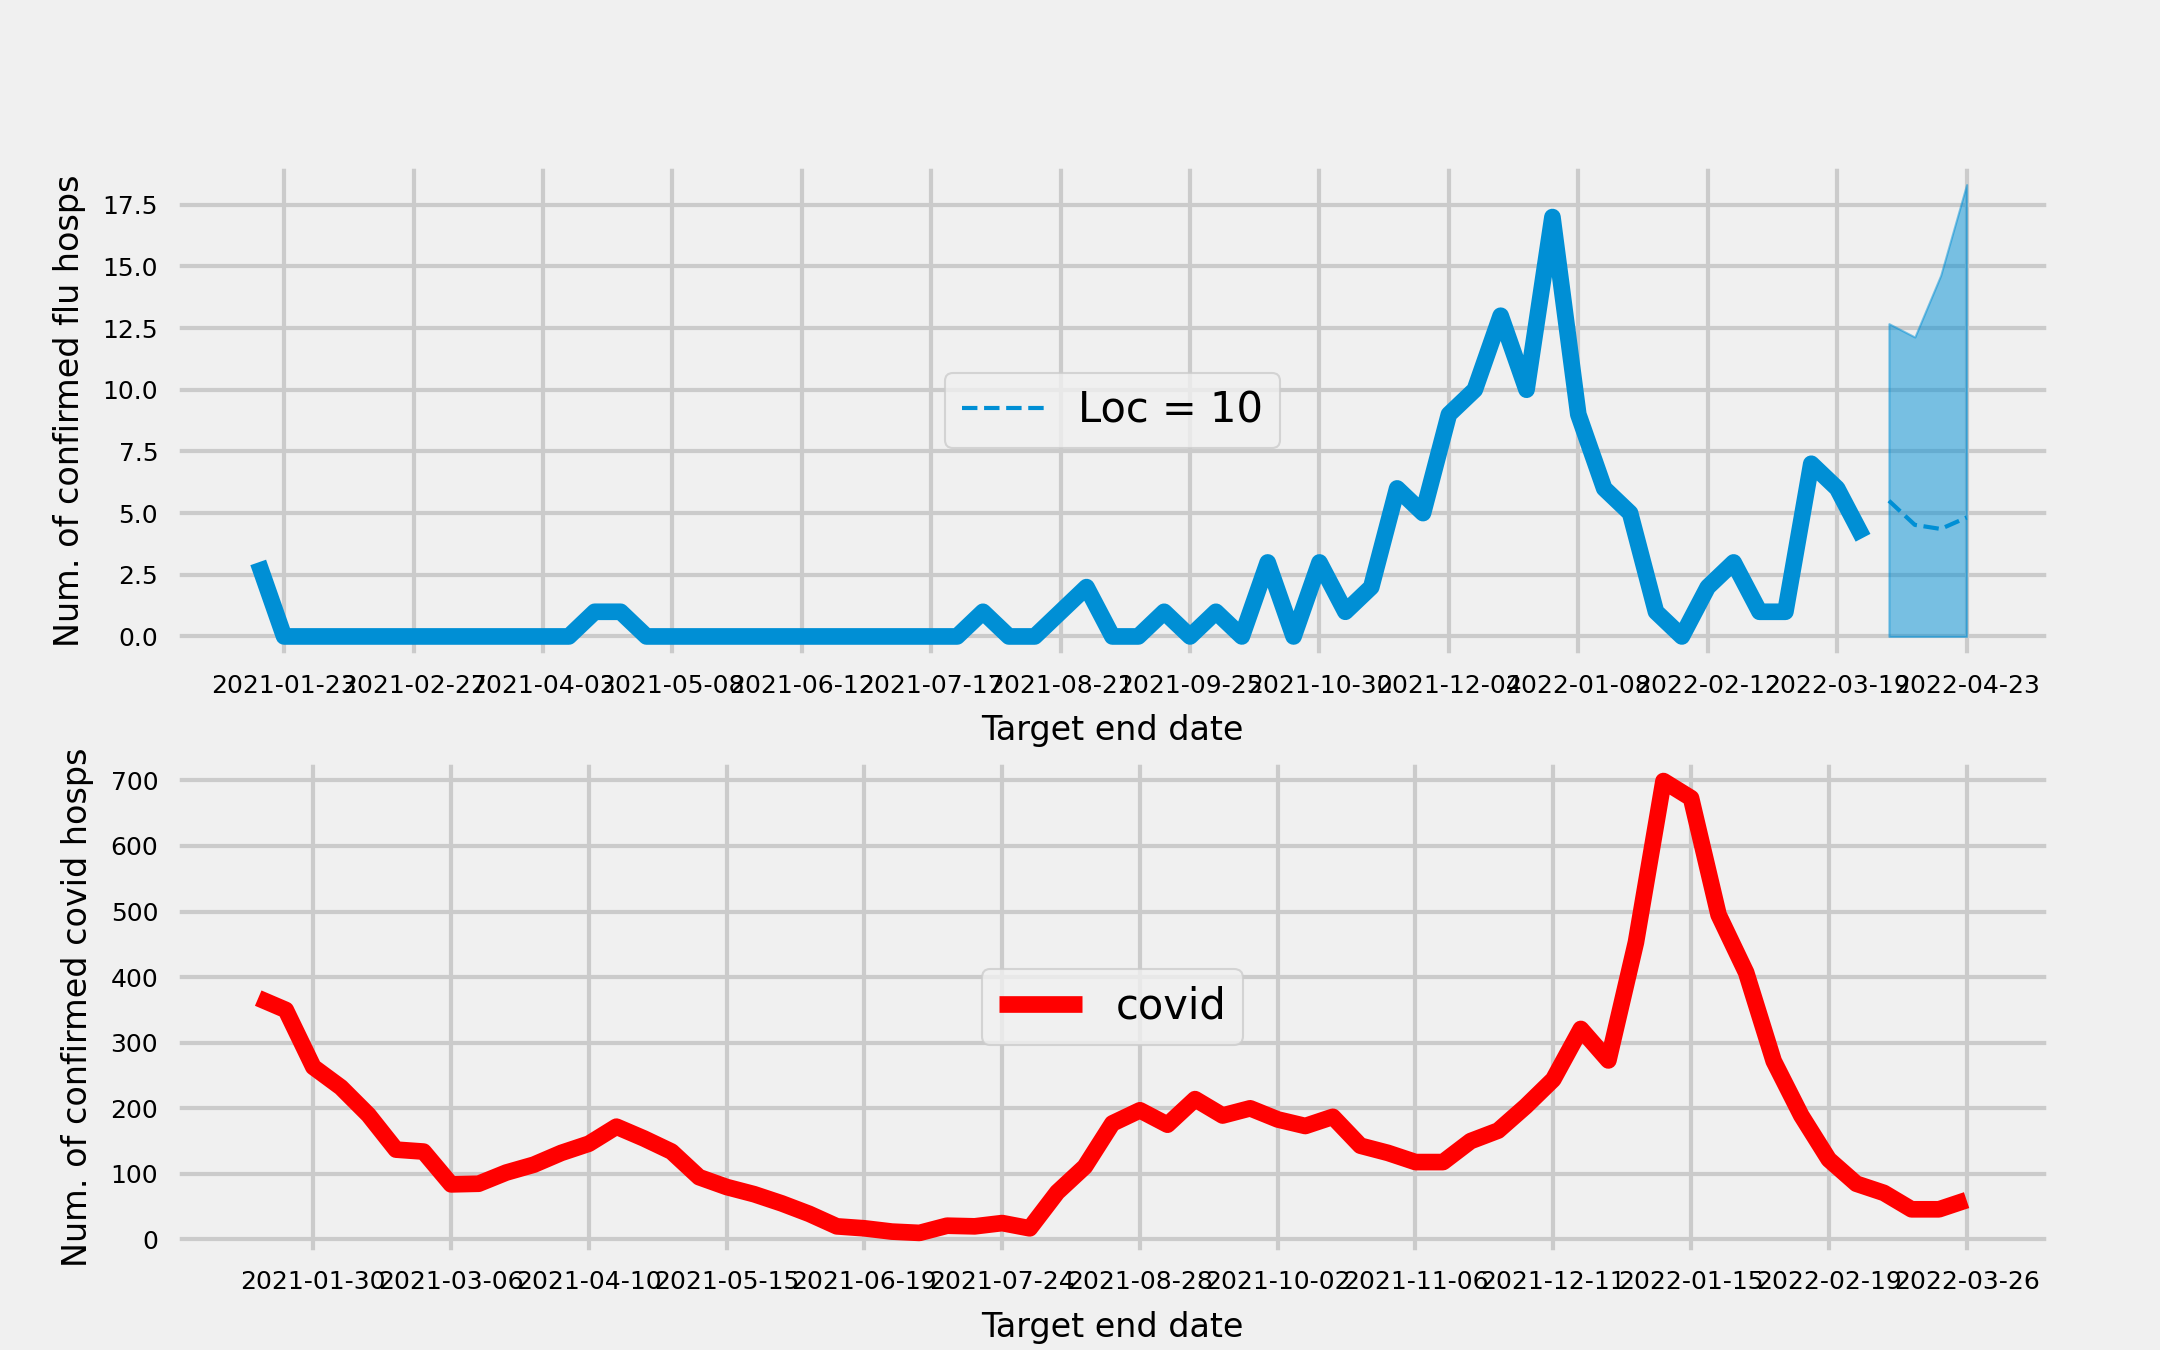 Num. of confirmed flu hosps
17.5
15.0
12.5
10.0
7.5
5.0
2.5
0.0
Loc = 10
2021-01-23 2021-02-27 2021-04-03 2021-05-08 2021-06-12 2021-07-17 2021-08-21 2021-09-25 2021-10-30 2021-12-04 2022-01-08 2022-02-12 2022-03-19 2022-04-23
Target end date
Num. of confirmed covid hosps
700
600
500
400
300
200
100
0
covid
2021-01-30 2021-03-06 2021-04-10 2021-05-15 2021-06-19 2021-07-24 2021-08-28 2021-10-02 2021-11-06 2021-12-11 2022-01-15 2022-02-19 2022-03-26
Target end date